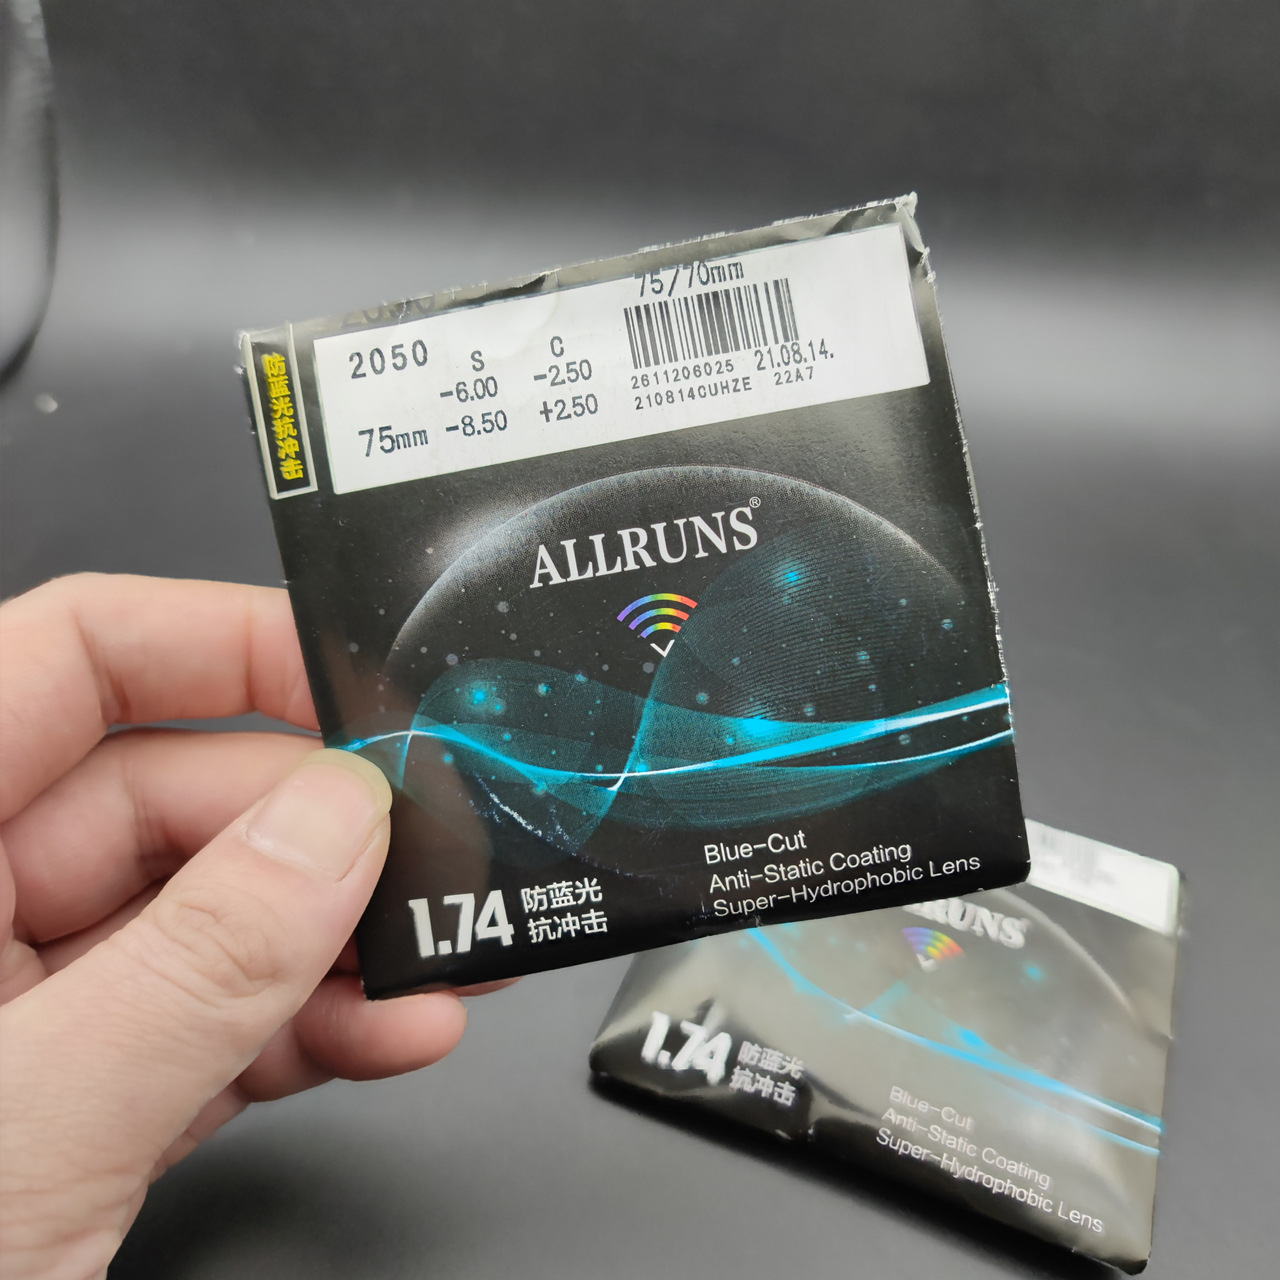 75/70mm
2050 S C
-6.00 -2.50
75mm -8.50 +2.50
2611206025 21.08.14.
210814GUHZE 22A7
防蓝光抗冲击
ALLRUNS®
Blue-Cut
Anti-Static Coating
Super-Hydrophobic Lens
1.74 防蓝光
抗冲击
RUNS
1.74 防蓝光
抗冲击
Blue-Cut
Anti-Static Coating
Super-Hydrophobic Lens